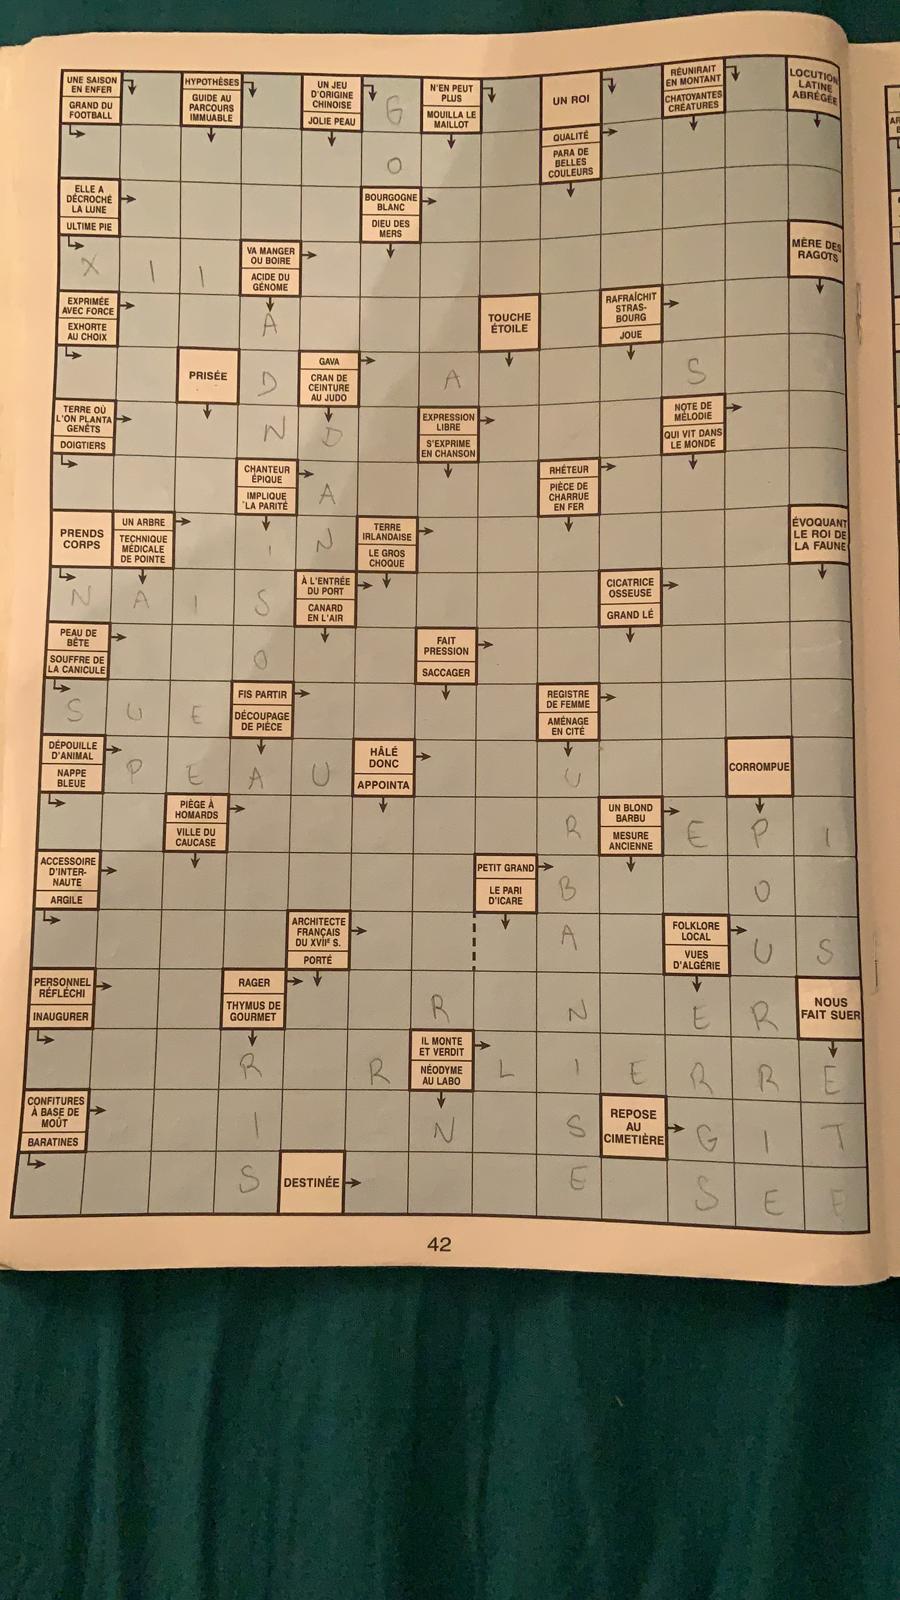 UNE SAISON
EN ENFER
GRAND DU
FOOTBALL
HYPOTHÈSES
GUIDE AU
PARCOURS
IMMUABLE
UN JEU
D'ORIGINE
CHINOISE
JOLIE PEAU
G
N'EN PEUT
PLUS
MOUILLA LE
MAILLOT
UN ROI
RÉUNIRAIT
EN MONTANT
CHATOYANTES
CRÉATURES
LOCUTION
LATINE
ABRÉGÉE
O
QUALITÉ
PARA DE
BELLES
COULEURS
ELLE A
DÉCROCHÉ
LA LUNE
ULTIME PIE
BOURGOGNE
BLANC
DIEU DES
MERS
X I I
VA MANGER
OU BOIRE
ACIDE DU
GÉNOME
MÈRE DES
RAGOTS
EXPRIMÉE
AVEC FORCE
EXHORTE
AU CHOIX
A
TOUCHE
ÉTOILE
RAFRAÎCHIT
STRAS-
BOURG
JOUE
PRISÉE
D
GAVA
CRAN DE
CEINTURE
AU JUDO
A
S
TERRE OÙ
L'ON PLANTA
GENÊTS
DOIGTIERS
N D
EXPRESSION
LIBRE
S'EXPRIME
EN CHANSON
NOTE DE
MÉLODIE
QUI VIT DANS
LE MONDE
CHANTEUR
ÉPIQUE
IMPLIQUE
LA PARITÉ
A
RHÉTEUR
PIÈCE DE
CHARRUE
EN FER
PRENDS
CORPS
UN ARBRE
TECHNIQUE
MÉDICALE
DE POINTE
I N
TERRE
IRLANDAISE
LE GROS
CHOQUE
ÉVOQUANT
LE ROI DE
LA FAUNE
N A I S
À L'ENTRÉE
DU PORT
CANARD
EN L'AIR
CICATRICE
OSSEUSE
GRAND LÉ
PEAU DE
BÊTE
SOUFFRE DE
LA CANICULE
O
FAIT
PRESSION
SACCAGER
S U E
FIS PARTIR
DÉCOUPAGE
DE PIÈCE
REGISTRE
DE FEMME
AMÉNAGE
EN CITÉ
DÉPOUILLE
D'ANIMAL
NAPPE
BLEUE
P E A U
HÂLÉ
DONC
APPOINTA
U
CORROMPUE
PIÈGE À
HOMARDS
VILLE DU
CAUCASE
R
UN BLOND
BARBU
MESURE
ANCIENNE
E P I
ACCESSOIRE
D'INTER-
NAUTE
ARGILE
PETIT GRAND
LE PARI
D'ICARE
B O
ARCHITECTE
FRANÇAIS
DU XVIIe S.
PORTÉ
A
FOLKLORE
LOCAL
VUES
D'ALGÉRIE
U S
PERSONNEL
RÉFLÉCHI
INAUGURER
RAGER
THYMUS DE
GOURMET
R N E R
NOUS
FAIT SUER
R R
IL MONTE
ET VERDIT
NÉODYME
AU LABO
L I E R R E
CONFITURES
À BASE DE
MOÛT
BARATINES
I N S
REPOSE
AU
CIMETIÈRE
G I T
S
DESTINÉE
E S E E
42